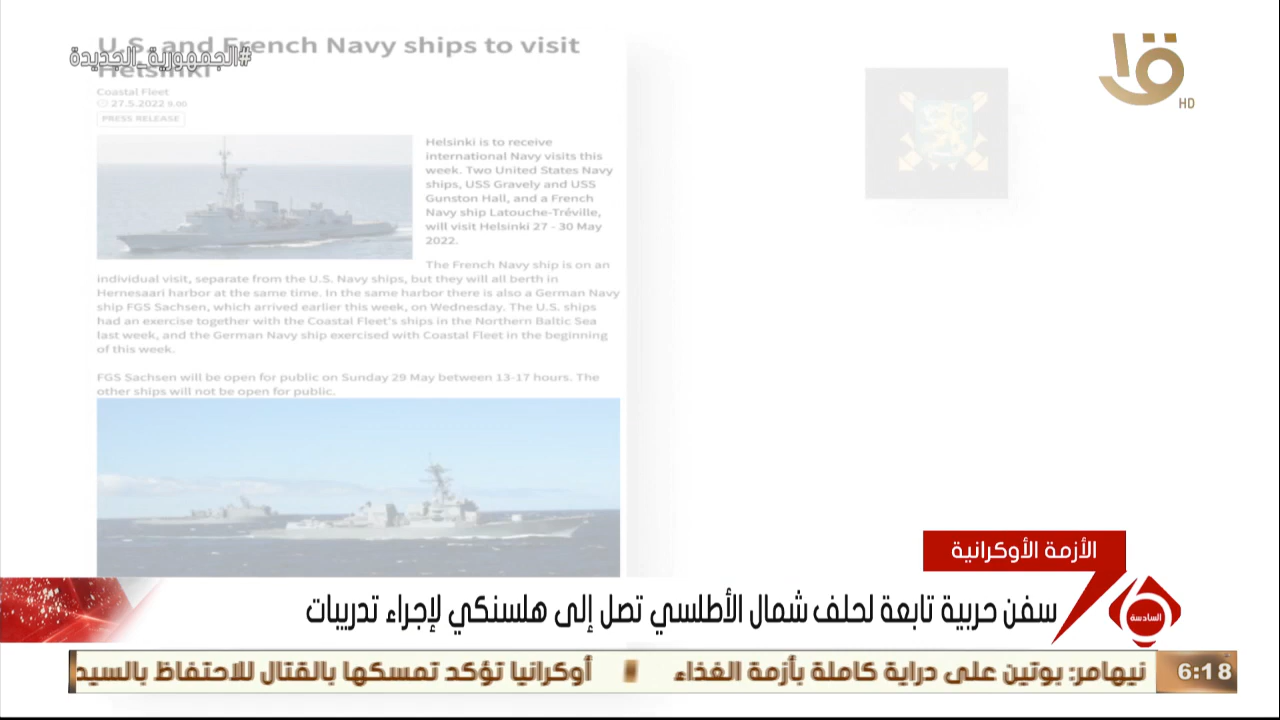 U.S. and French Navy ships to visit
Helsinki
#الجمهورية_الجديدة
HD
Coastal Fleet
27.5.2022 9.00
PRESS RELEASE
Helsinki is to receive
international Navy visits this
week. Two United States Navy
ships, USS Gravely and USS
Gunston Hall, and a French
Navy ship Latouche-Tréville,
will visit Helsinki 27 - 30 May
2022.
The French Navy ship is on an
individual visit, separate from the U.S. Navy ships, but they will all berth in
Hernesaari harbor at the same time. In the same harbor there is also a German Navy
ship FGS Sachsen, which arrived earlier this week, on Wednesday. The U.S. ships
had an exercise together with the Coastal Fleet's ships in the Northern Baltic Sea
last week, and the German Navy ship exercised with Coastal Fleet in the beginning
of this week.
FGS Sachsen will be open for public on Sunday 29 May between 13-17 hours. The
other ships will not be open for public.
الأزمة الأوكرانية
سفن حربية تابعة لحلف شمال الأطلسي تصل إلى هلسنكي لإجراء تدريبات
السادسة
6:18
نيهامر: بوتين على دراية كاملة بأزمة الغذاء
أوكرانيا تؤكد تمسكها بالقتال للاحتفاظ بالسيد